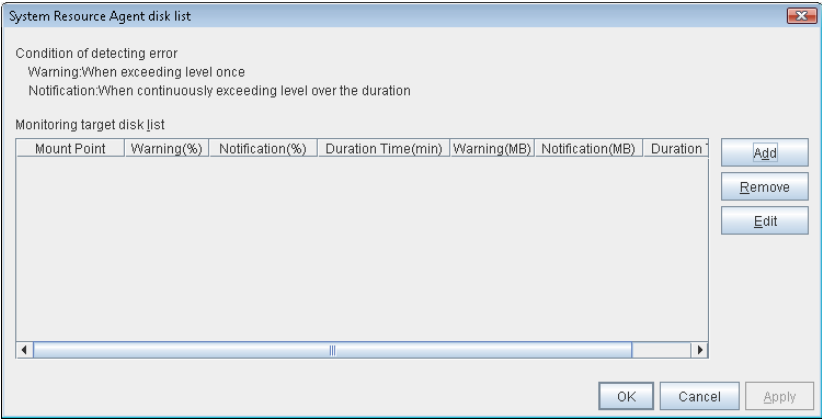 System Resource Agent disk list
Condition of detecting error
Warning:When exceeding level once
Notification:When continuously exceeding level over the duration
Monitoring target disk list
Mount Point Warning(%) Notification(%) Duration Time(min) Warning(MB) Notification(MB) Duration
Add
Remove
Edit
OK Cancel Apply